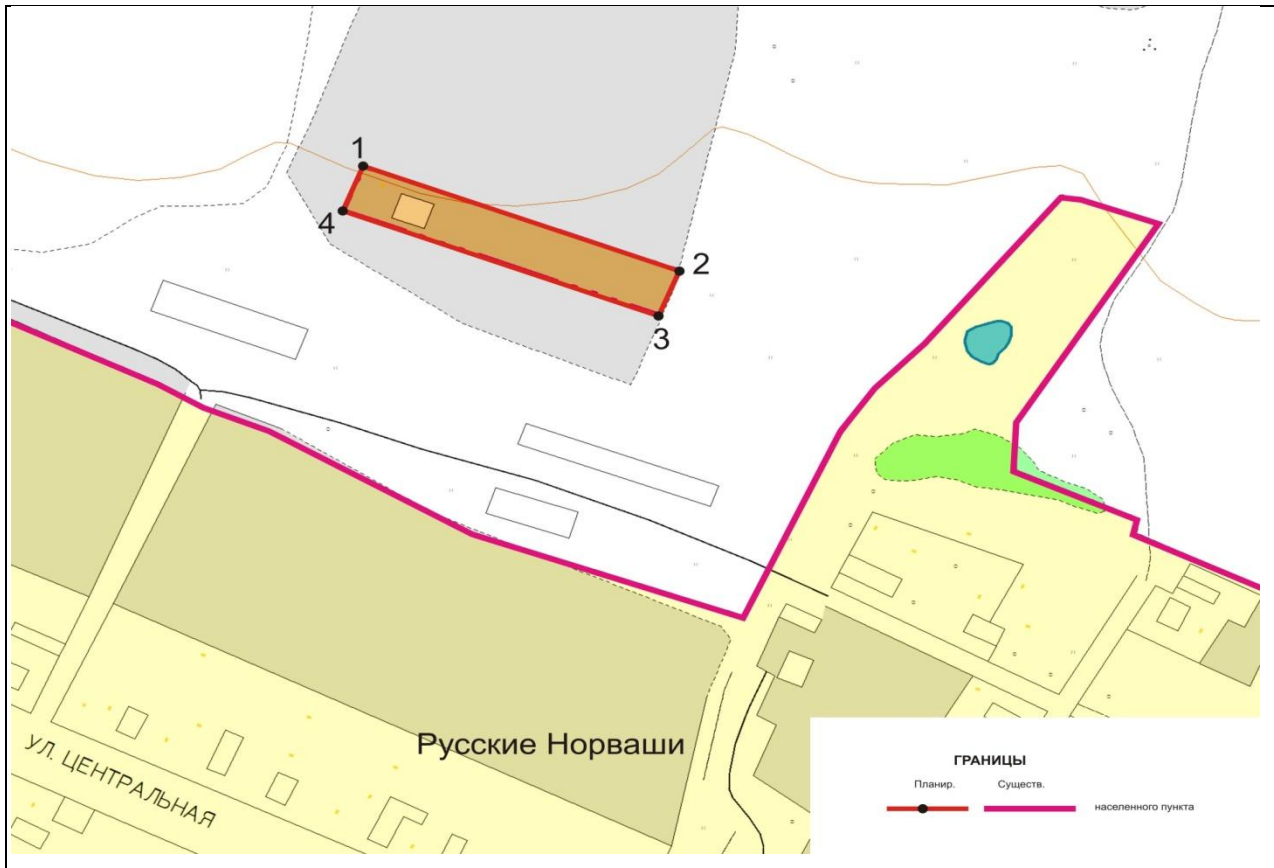 1
4
2
3
Русские Норваши
УЛ. ЦЕНТРАЛЬНАЯ
ГРАНИЦЫ
Планир. Существ.
населенного пункта